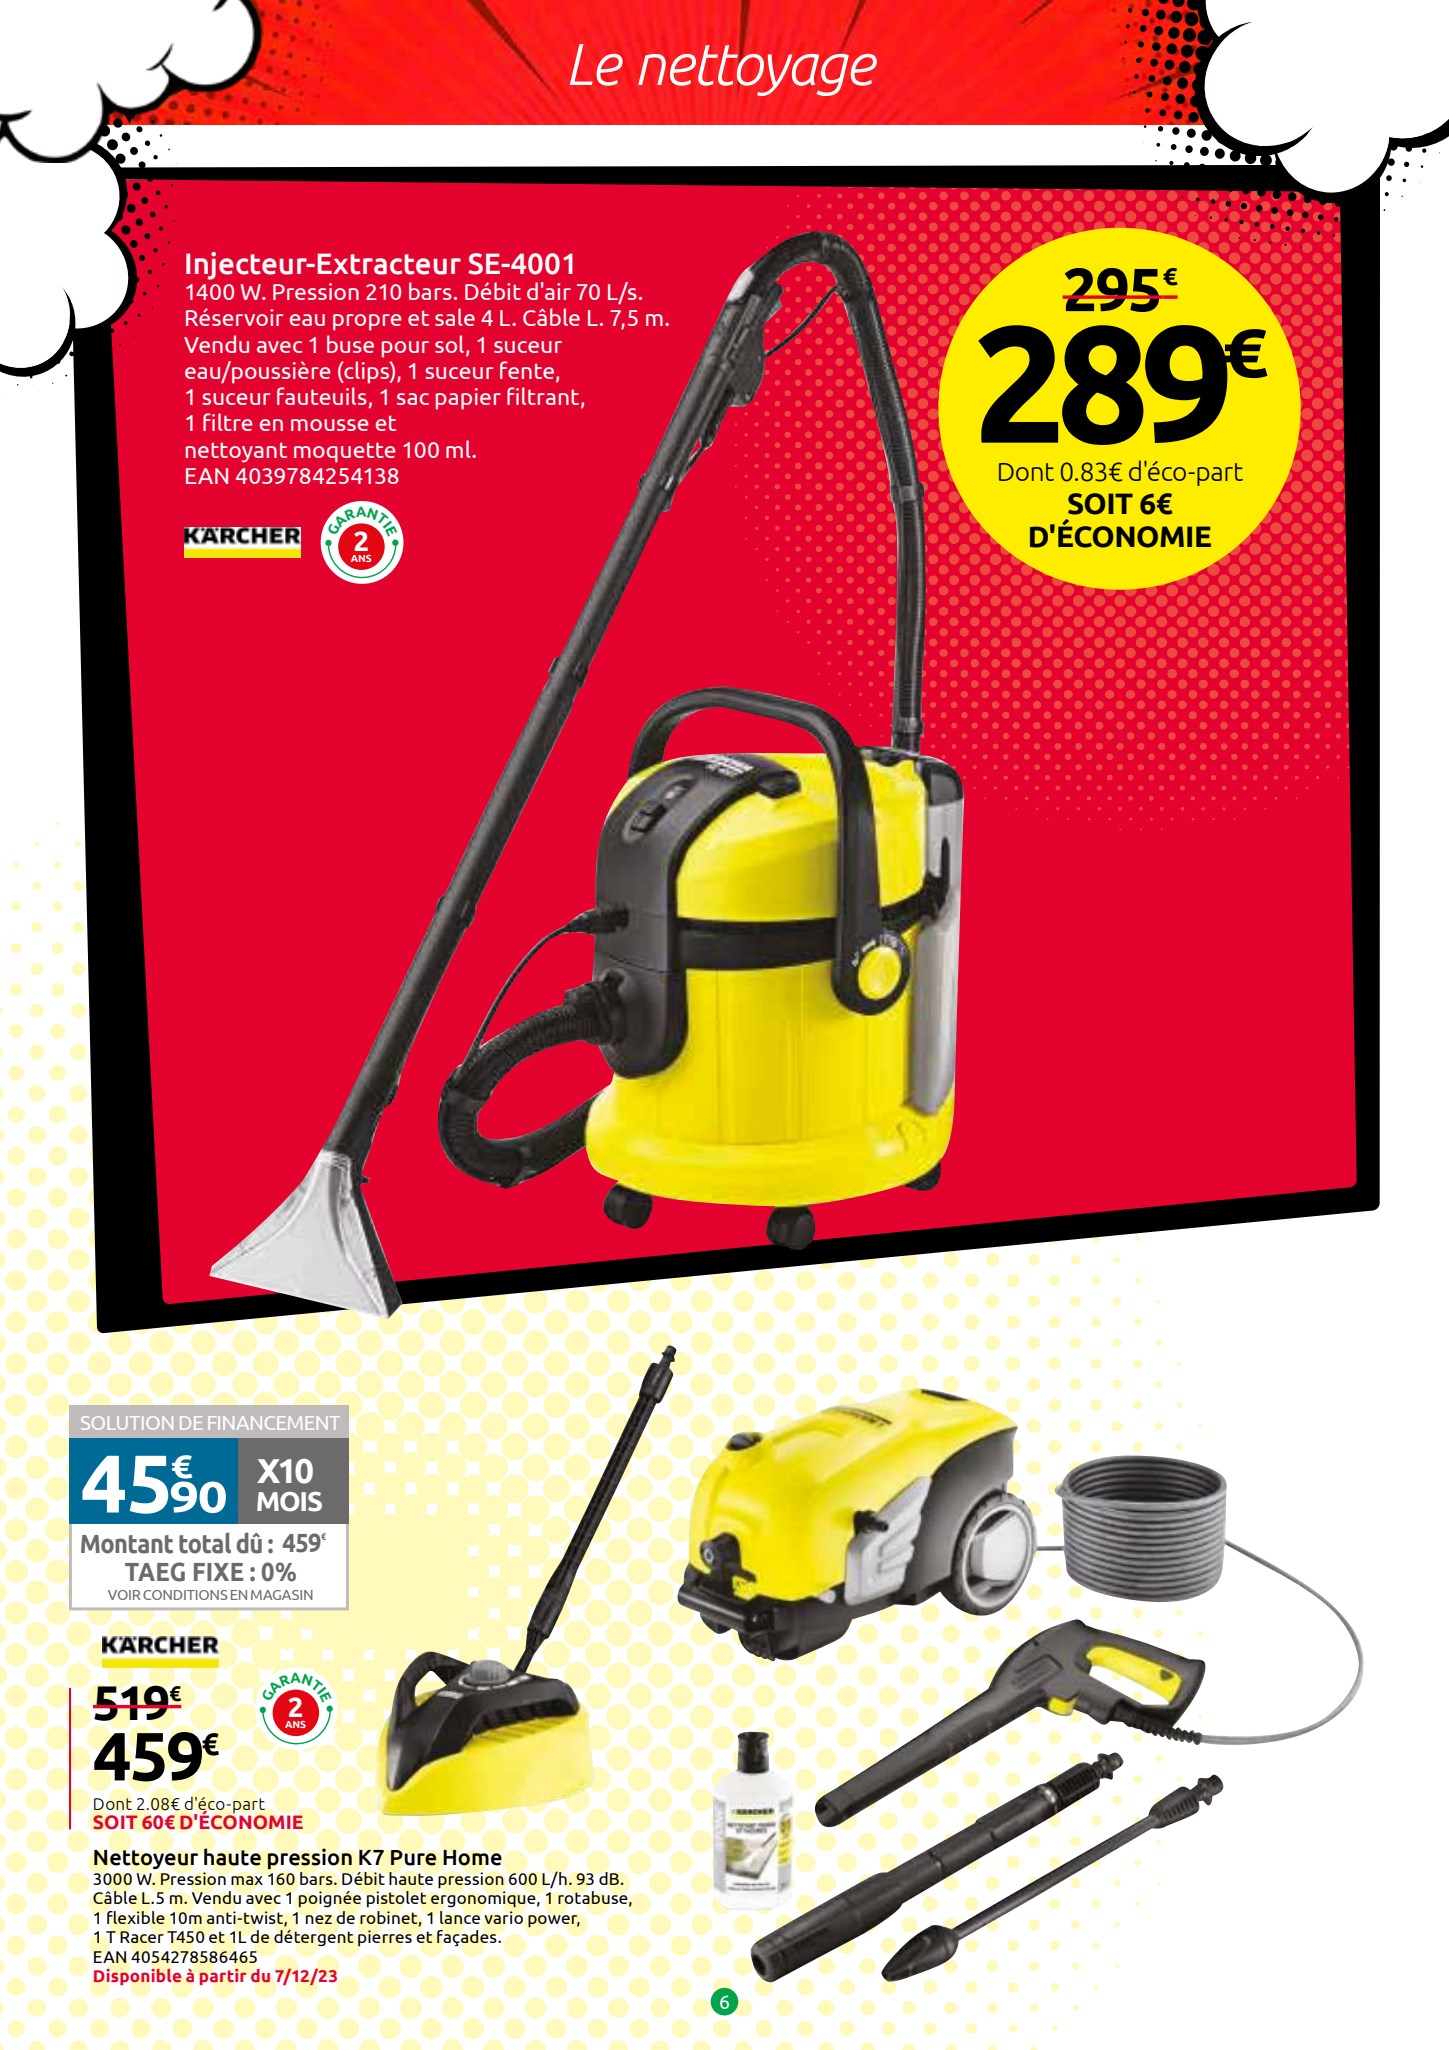 Le nettoyage
Injecteur-Extracteur SE-4001
1400 W. Pression 210 bars. Débit d'air 70 L/s.
Réservoir eau propre et sale 4 L. Câble L. 7,5 m.
Vendu avec 1 buse pour sol, 1 suceur
eau/poussière (clips), 1 suceur fente,
1 suceur fauteuils, 1 sac papier filtrant,
1 filtre en mousse et
nettoyant moquette 100 ml.
EAN 4039784254138
KÄRCHER
GARANTIE
2
ANS
295€
289€
Dont 0.83€ d'éco-part
SOIT 6€
D'ÉCONOMIE
SOLUTION DE FINANCEMENT
45€90
X10
MOIS
Montant total dû : 459€
TAEG FIXE : 0%
VOIR CONDITIONS EN MAGASIN
KÄRCHER
519€
459€
GARANTIE
2
ANS
Dont 2.08€ d'éco-part
SOIT 60€ D'ÉCONOMIE
Nettoyeur haute pression K7 Pure Home
3000 W. Pression max 160 bars. Débit haute pression 600 L/h. 93 dB.
Câble L.5 m. Vendu avec 1 poignée pistolet ergonomique, 1 rotabuse,
1 flexible 10m anti-twist, 1 nez de robinet, 1 lance vario power,
1 T Racer T450 et 1L de détergent pierres et façades.
EAN 4054278586465
Disponible à partir du 7/12/23
KÄRCHER
6